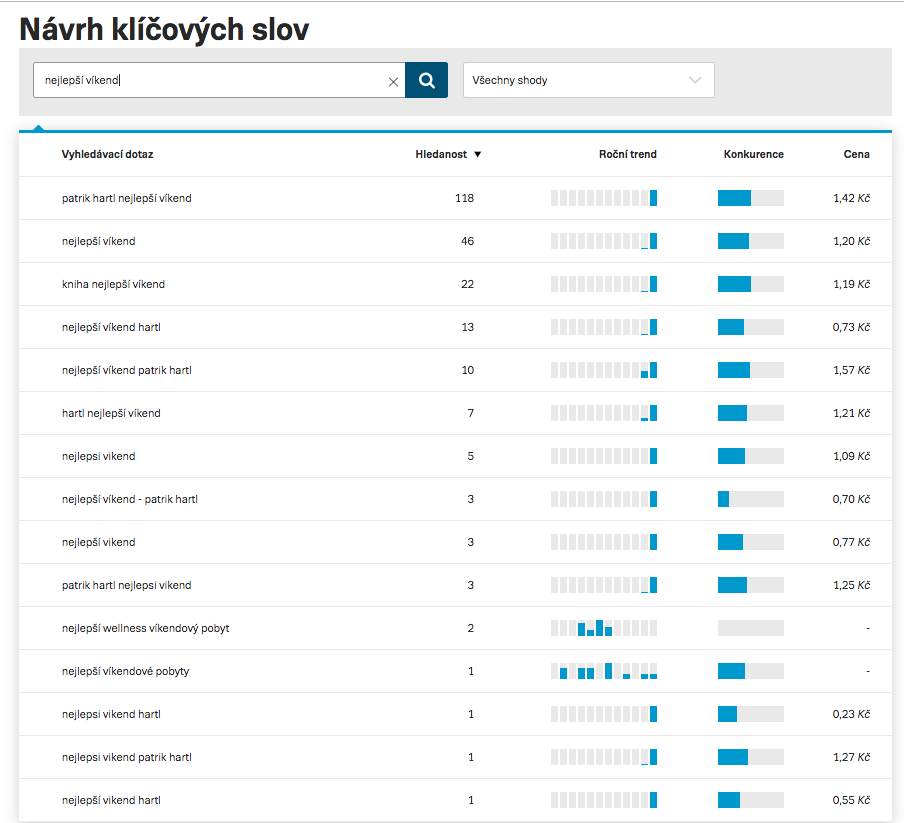 Návrh klíčových slov
nejlepší víkend
Všechny shody
Vyhledávací dotaz Hledanost ▼ Roční trend Konkurence Cena
patrik hartl nejlepší víkend 118 1,42 Kč
nejlepší víkend 46 1,20 Kč
kniha nejlepší víkend 22 1,19 Kč
nejlepší víkend hartl 13 0,73 Kč
nejlepší víkend patrik hartl 10 1,57 Kč
hartl nejlepší víkend 7 1,21 Kč
nejlepsi vikend 5 1,09 Kč
nejlepší víkend - patrik hartl 3 0,70 Kč
nejlepší vikend 3 0,77 Kč
patrik hartl nejlepsi vikend 3 1,25 Kč
nejlepší wellness víkendový pobyt 2 -
nejlepší víkendové pobyty 1 -
nejlepsi vikend hartl 1 0,23 Kč
nejlepsi vikend patrik hartl 1 1,27 Kč
nejlepší vikend hartl 1 0,55 Kč